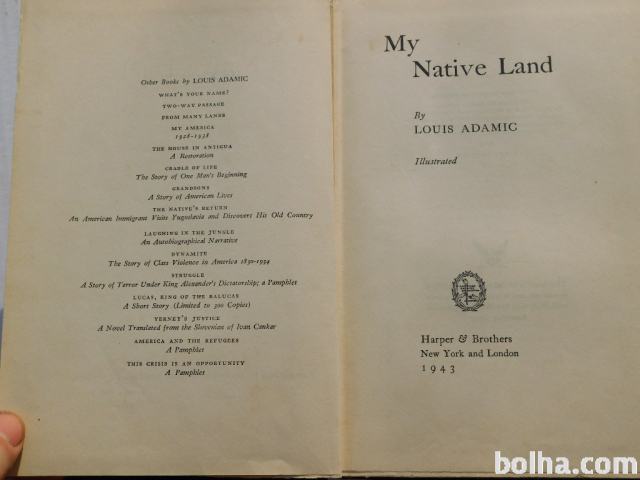 Other Books by LOUIS ADAMIC
WHAT'S YOUR NAME?
TWO-WAY PASSAGE
FROM MANY LANDS
MY AMERICA
1928-1938
THE HOUSE IN ANTIGUA
A Restoration
CRADLE OF LIFE
The Story of One Man's Beginning
GRANDSONS
A Story of American Lives
THE NATIVE'S RETURN
An American Immigrant Visits Yugoslavia and Discovers His Old Country
LAUGHING IN THE JUNGLE
An Autobiographical Narrative
DYNAMITE
The Story of Class Violence in America 1830-1934
STRUGGLE
A Story of Terror Under King Alexander's Dictatorship; a Pamphlet
LUCAS, KING OF THE BALUCAS
A Short Story (Limited to 300 Copies)
YERNEY'S JUSTICE
A Novel Translated from the Slovenian of Ivan Cankar
AMERICA AND THE REFUGEES
A Pamphlet
THIS CRISIS IS AN OPPORTUNITY
A Pamphlet
My
Native Land
By
LOUIS ADAMIC
Illustrated
Harper & Brothers
New York and London
1943
bolha.com